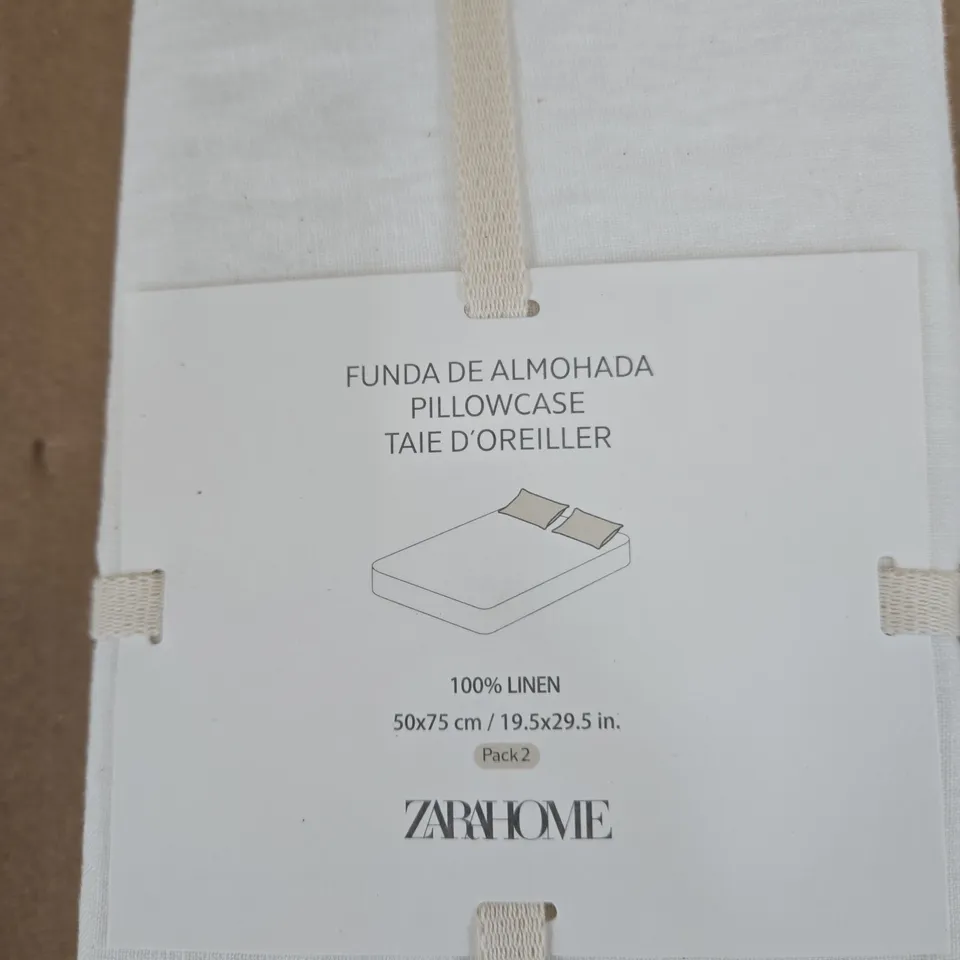 FUNDA DE ALMOHADA
PILLOWCASE
TAIE D'OREILLER
100% LINEN
50x75 cm / 19.5x29.5 in.
Pack 2
ZARAHOME